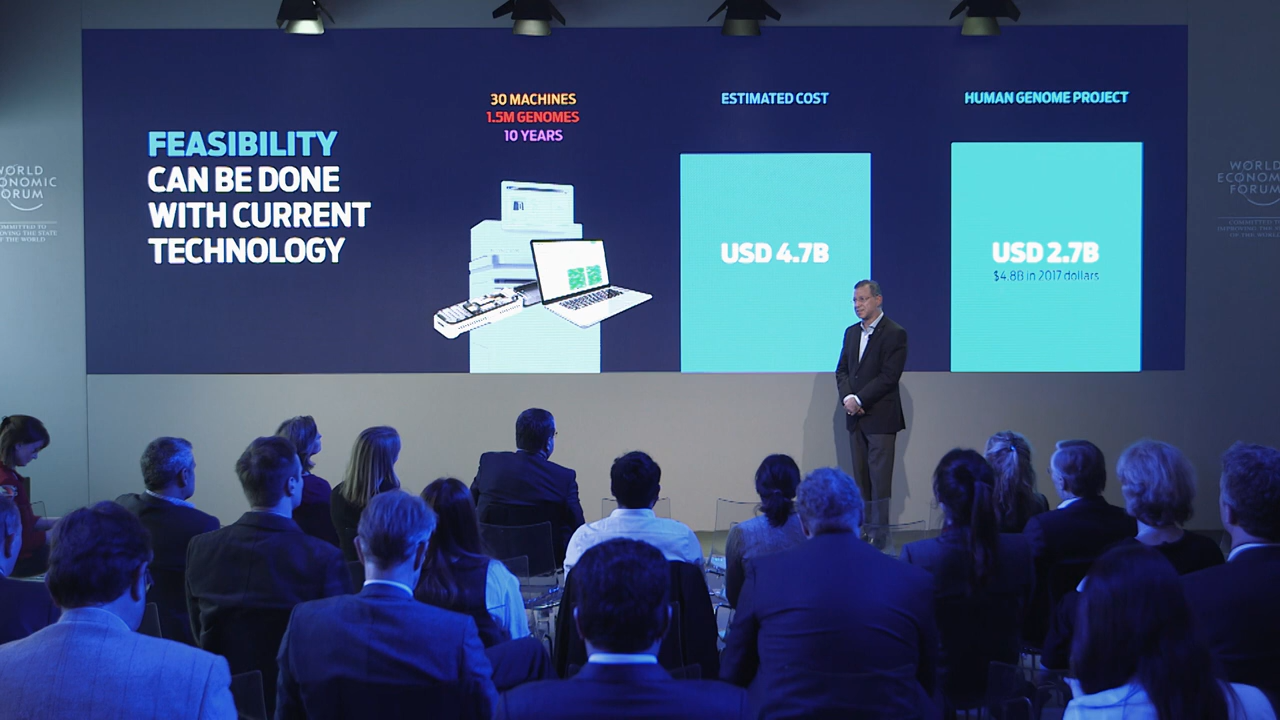 FEASIBILITY
CAN BE DONE
WITH CURRENT
TECHNOLOGY
30 MACHINES
1.5M GENOMES
10 YEARS
ESTIMATED COST
USD 4.7B
HUMAN GENOME PROJECT
USD 2.7B
$4.8B in 2017 dollars
WORLD
ECONOMIC
FORUM
WORLD
ECONOMIC
FORUM